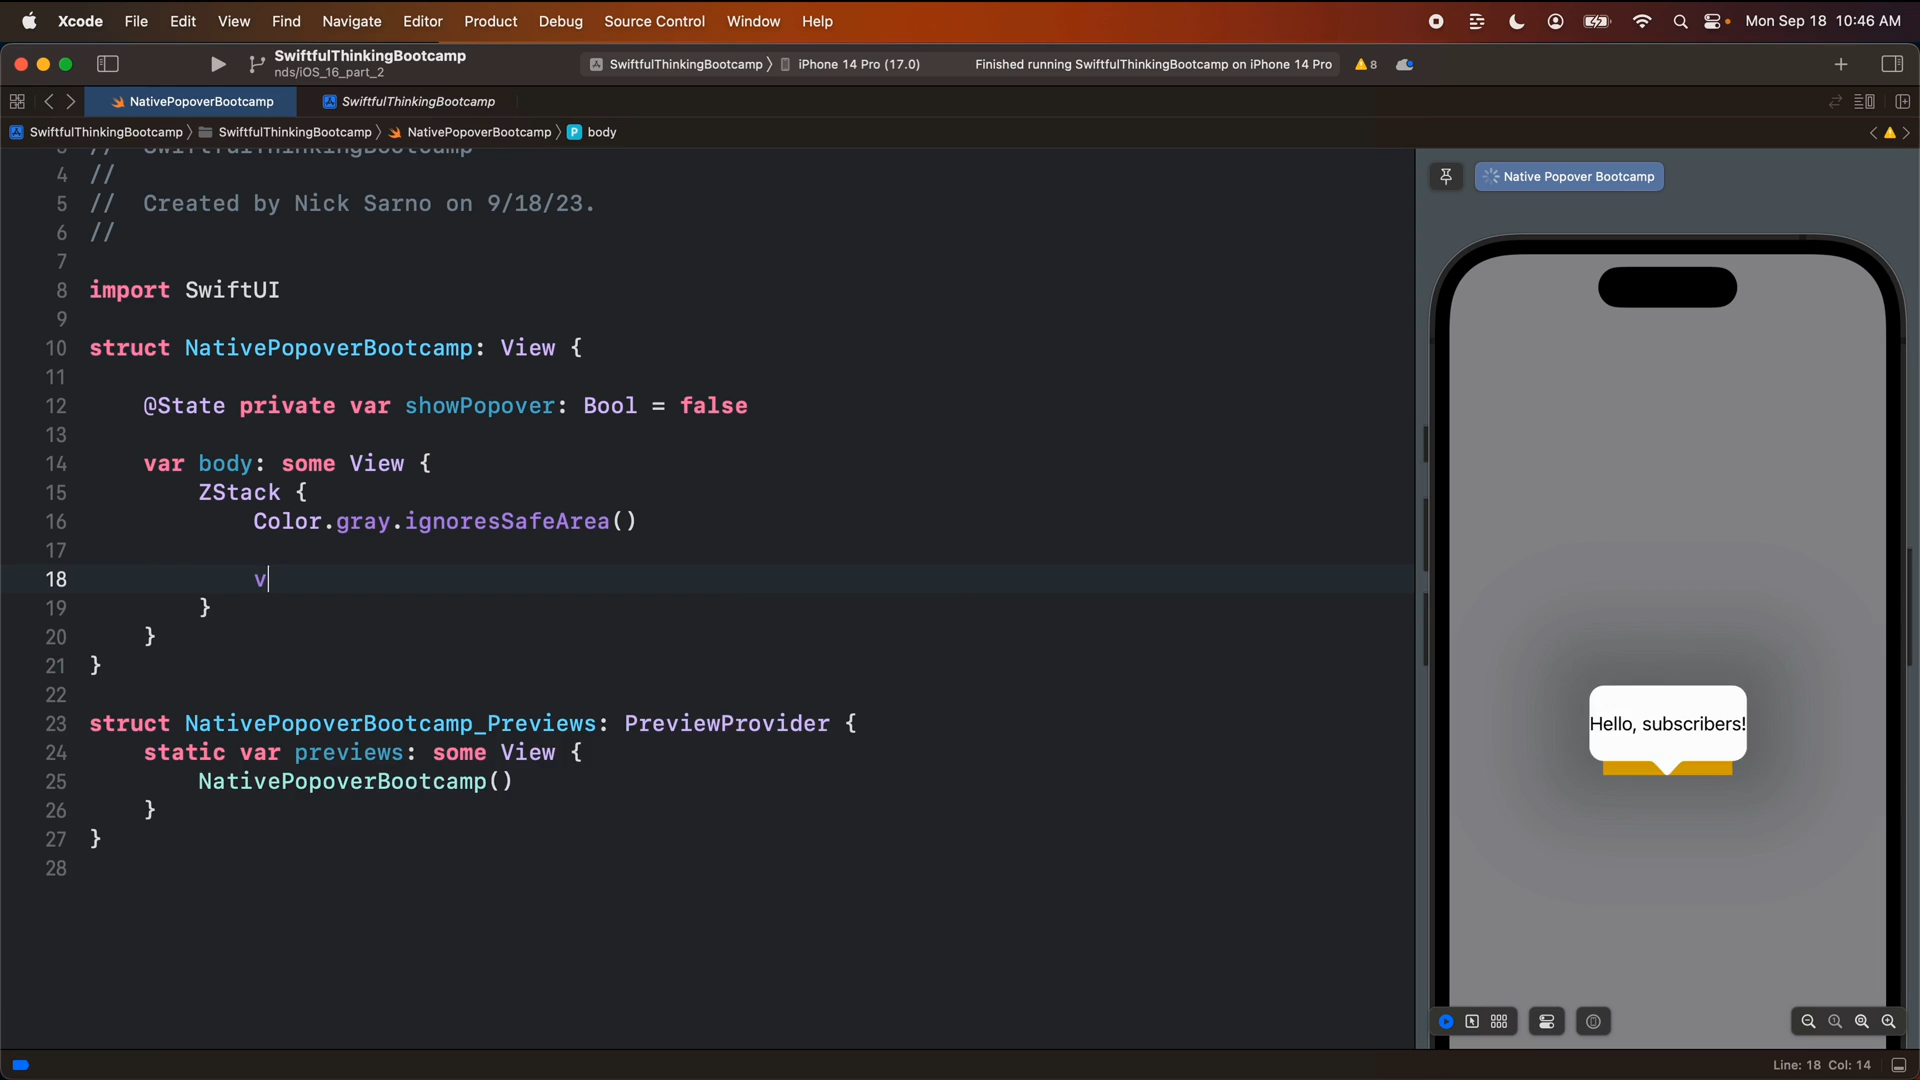 Xcode File Edit View Find Navigate Editor Product Debug Source Control Window Help Mon Sep 18 10:46 AM
SwiftfulThinkingBootcamp
nds/iOS_16_part_2
SwiftfulThinkingBootcamp iPhone 14 Pro (17.0) Finished running SwiftfulThinkingBootcamp on iPhone 14 Pro 8
NativePopoverBootcamp SwiftfulThinkingBootcamp
SwiftfulThinkingBootcamp SwiftfulThinkingBootcamp NativePopoverBootcamp P body
3 // SwiftfulThinkingBootcamp
4 //
5 // Created by Nick Sarno on 9/18/23.
6 //
7
8 import SwiftUI
9
10 struct NativePopoverBootcamp: View {
11
12 @State private var showPopover: Bool = false
13
14 var body: some View {
15 ZStack {
16 Color.gray.ignoresSafeArea()
17
18 v
19 }
20 }
21 }
22
23 struct NativePopoverBootcamp_Previews: PreviewProvider {
24 static var previews: some View {
25 NativePopoverBootcamp()
26 }
27 }
28
Native Popover Bootcamp
Hello, subscribers!
Line: 18 Col: 14